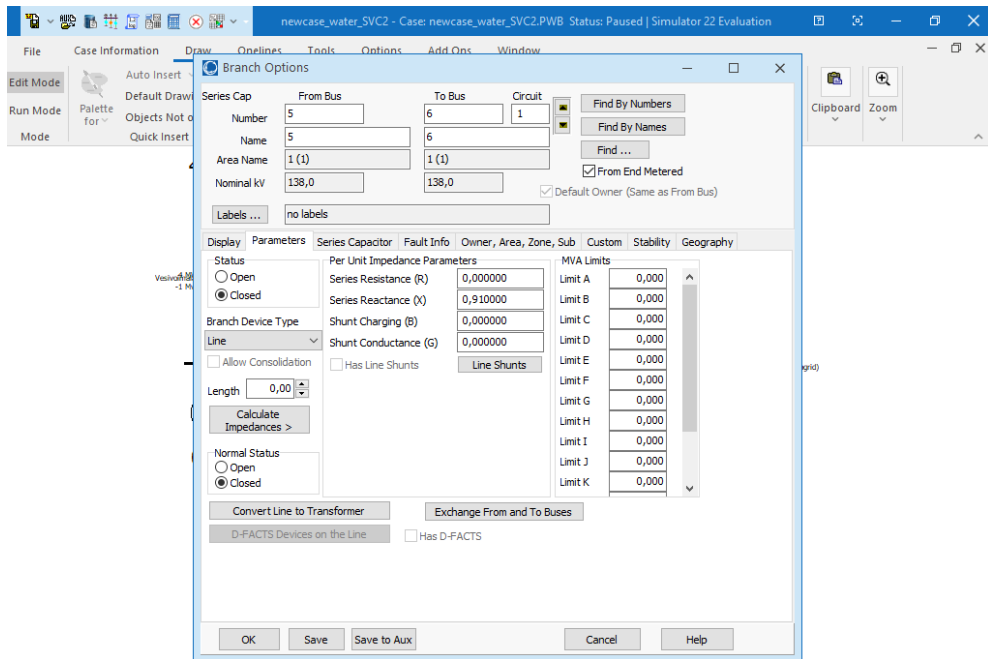 newcase_water_SVC2 - Case: newcase_water_SVC2.PWB Status: Paused | Simulator 22 Evaluation
File Case Information Draw Onelines Tools Options Add Ons Window
Edit Mode
Run Mode
Mode
Palette
for
Auto Insert
Default Drawi
Objects Not o
Quick Insert
Clipboard
Zoom
Branch Options
Series Cap From Bus To Bus Circuit
Number 5 6 1
Find By Numbers
Name 5 6
Find By Names
Area Name 1 (1) 1 (1)
Find ...
From End Metered
Nominal kV 138,0 138,0
Default Owner (Same as From Bus)
Labels ... no labels
Display Parameters Series Capacitor Fault Info Owner, Area, Zone, Sub Custom Stability Geography
Status
Open
Closed
Branch Device Type
Line
Allow Consolidation
Length 0,00
Calculate
Impedances >
Normal Status
Open
Closed
Per Unit Impedance Parameters
Series Resistance (R) 0,000000
Series Reactance (X) 0,910000
Shunt Charging (B) 0,000000
Shunt Conductance (G) 0,000000
Has Line Shunts Line Shunts
MVA Limits
Limit A 0,000
Limit B 0,000
Limit C 0,000
Limit D 0,000
Limit E 0,000
Limit F 0,000
Limit G 0,000
Limit H 0,000
Limit I 0,000
Limit J 0,000
Limit K 0,000
Convert Line to Transformer Exchange From and To Buses
D-FACTS Devices on the Line Has D-FACTS
OK Save Save to Aux Cancel Help
-1 M
grid)